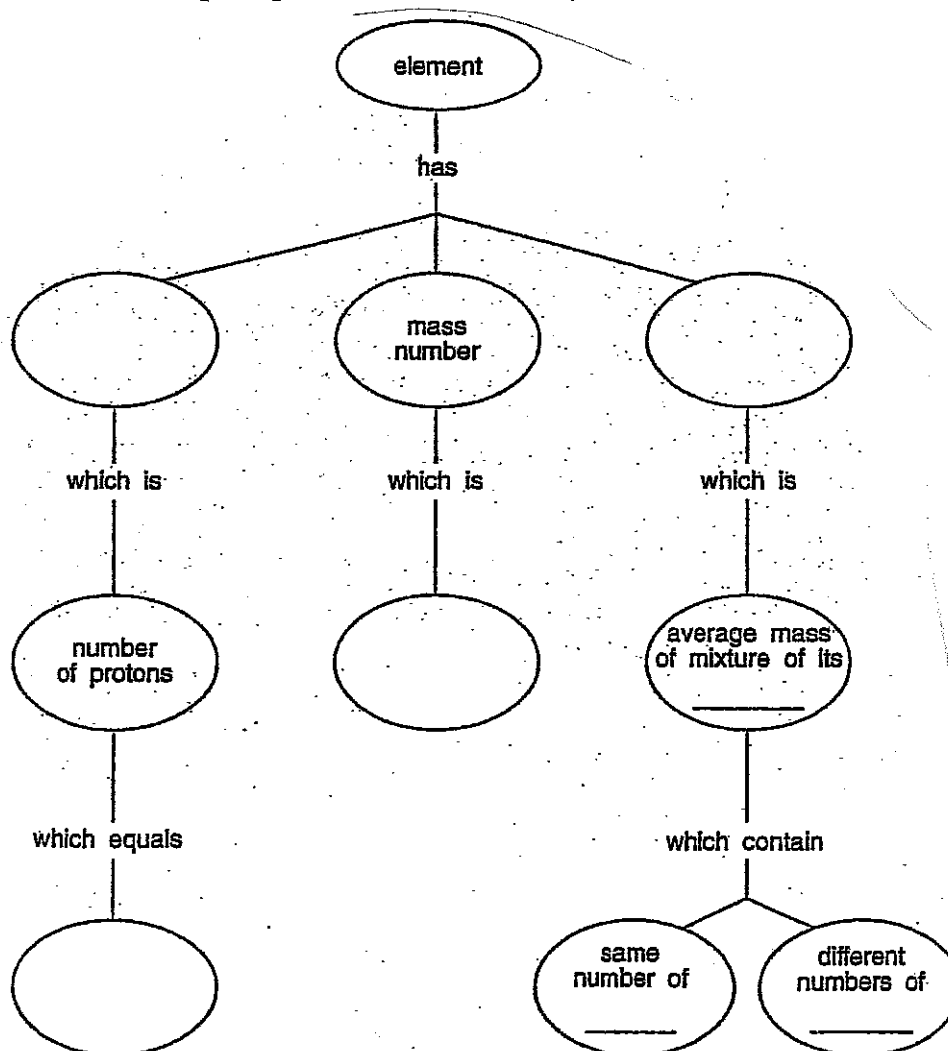 element
has
mass
number
which is
which is
which is
number
of protons
average mass
of mixture of its
which equals
which contain
same
number of
different
numbers of